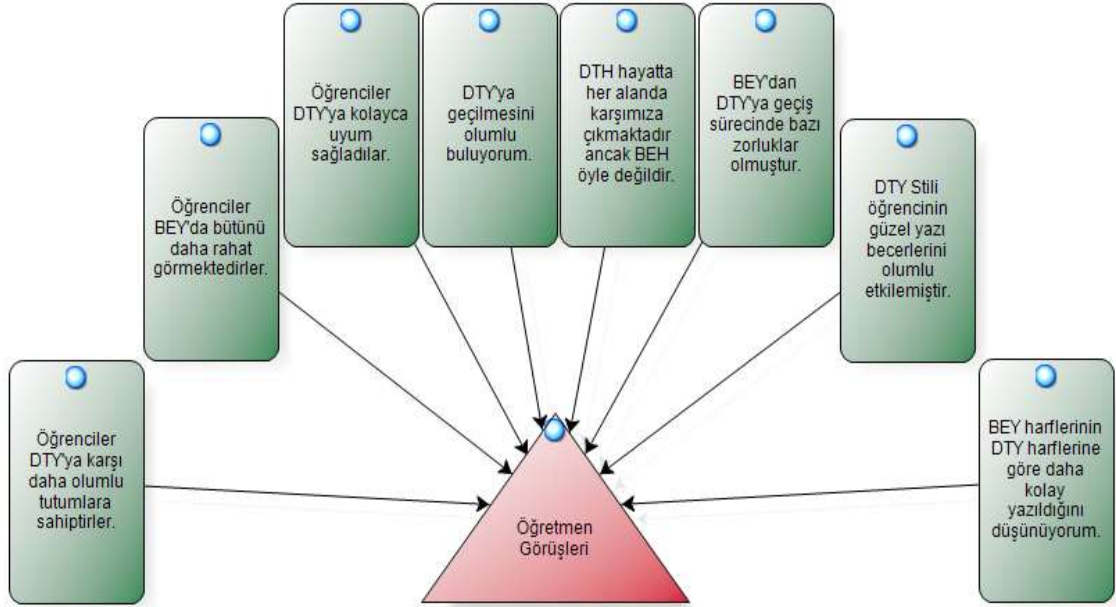 Öğrenciler
DTY'ya karşı
daha olumlu
tutumlara
sahiptirler.
Öğrenciler
BEY'da bütünü
daha rahat
görmektedirler.
Öğrenciler
DTY'ya kolayca
uyum
sağladılar.
DTY'ya
geçilmesini
olumlu
buluyorum.
DTH hayatta
her alanda
karşımıza
çıkmaktadır
ancak BEH
öyle değildir.
BEY'dan
DTY'ya geçiş
sürecinde bazı
zorluklar
olmuştur.
DTY Stili
öğrencinin
güzel yazı
becerlerini
olumlu
etkilemiştir.
BEY harflerinin
DTY harflerine
göre daha
kolay
yazıldığını
düşünüyorum.
Öğretmen
Görüşleri